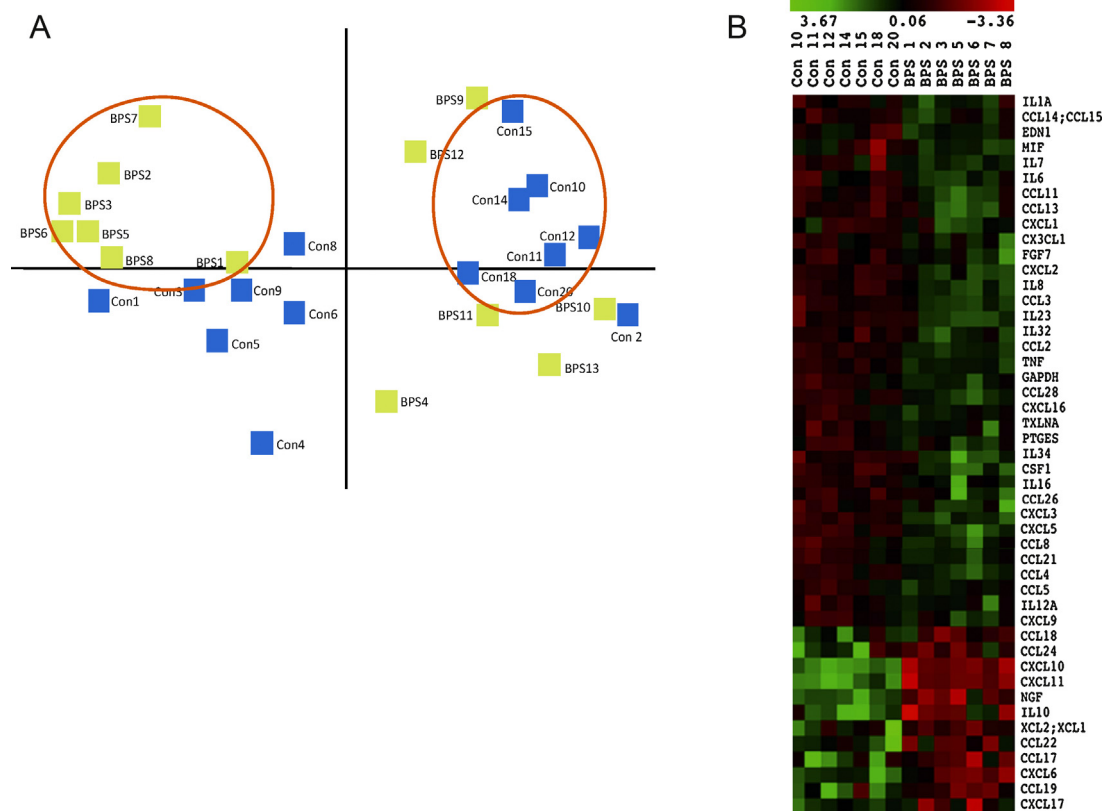 A
BPS7
BPS2
BPS3
BPS6
BPS5
BPS8
BPS1
Con8
Con1
Con3
Con9
Con6
Con5
Con4
BPS9
Con15
BPS12
Con14
Con10
Con12
Con11
Con18
Con20
BPS11
BPS10
Con 2
BPS13
BPS4
B
3.67 0.06 -3.36
Con 10
Con 11
Con 12
Con 14
Con 15
Con 18
Con 20
BPS 1
BPS 2
BPS 3
BPS 5
BPS 6
BPS 7
BPS 8
IL1A
CCL14;CCL15
EDN1
MIF
IL7
IL6
CCL11
CCL13
CXCL1
CX3CL1
FGF7
CXCL2
IL8
CCL3
IL23
IL32
CCL2
TNF
GAPDH
CCL28
CXCL16
TXLNA
PTGES
IL34
CSF1
IL16
CCL26
CXCL3
CXCL5
CCL8
CCL21
CCL4
CCL5
IL12A
CXCL9
CCL18
CCL24
CXCL10
CXCL11
NGF
IL10
XCL2;XCL1
CCL22
CCL17
CXCL6
CCL19
CXCL17